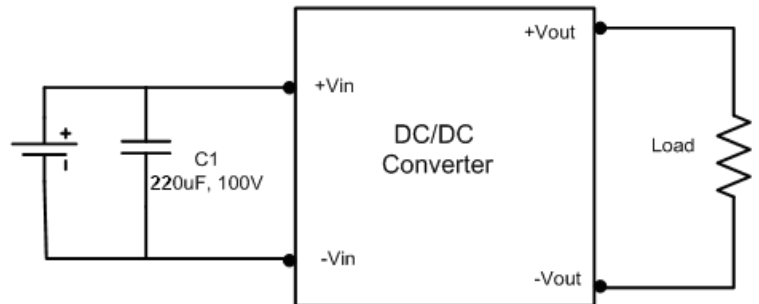 +Vout
+Vin
DC/DC
Converter
Load
+
-
C1
220uF, 100V
-Vin
-Vout